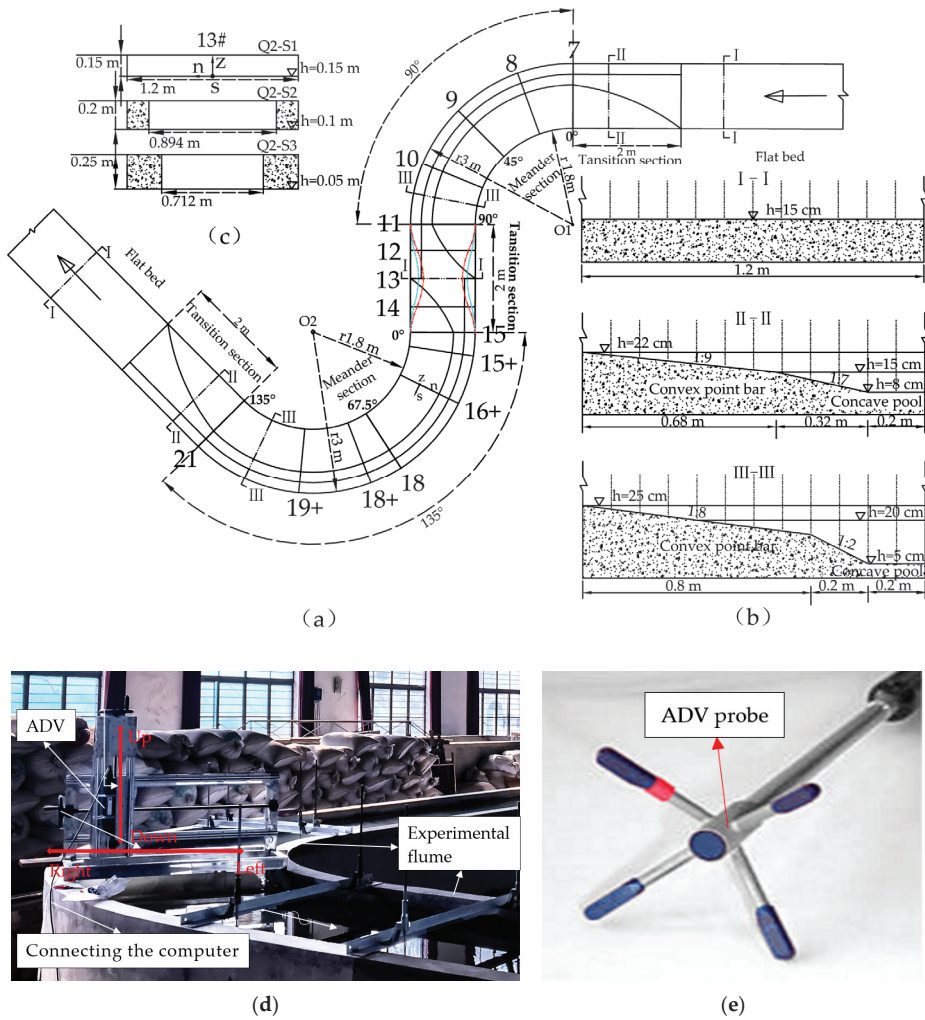 13#
Q2-S1
0.15 m
n
z
s
h=0.15 m
1.2 m
Q2-S2
0.2 m
h=0.1 m
0.894 m
Q2-S3
0.25 m
h=0.05 m
0.712 m
(c)
7
8
9
10
11
12
13
14
15
15+
16+
18
18+
19+
21
90°
0°
45°
90°
II
II
I
I
2 m
Tansition section
Flat bed
r3 m
Meander
section
r1.8m
O1
III
III
I
I
Tansition section
2 m
0°
O2
r1.8 m
Meander
section
67.5°
r3 m
z
n
s
135°
135°
III
III
II
II
Tansition section
2 m
Flat bed
I
I
(a)
I – I
h=15 cm
1.2 m
II – II
h=22 cm
1:9
h=15 cm
Convex point bar
1:7
h=8 cm
Concave pool
0.68 m
0.32 m
0.2 m
III–III
h=25 cm
1:8
h=20 cm
Convex point bar
1:2
h=5 cm
Concave pool
0.8 m
0.2 m
0.2 m
(b)
ADV
Up
Down
Right
Left
Experimental
flume
Connecting the computer
(d)
ADV probe
(e)